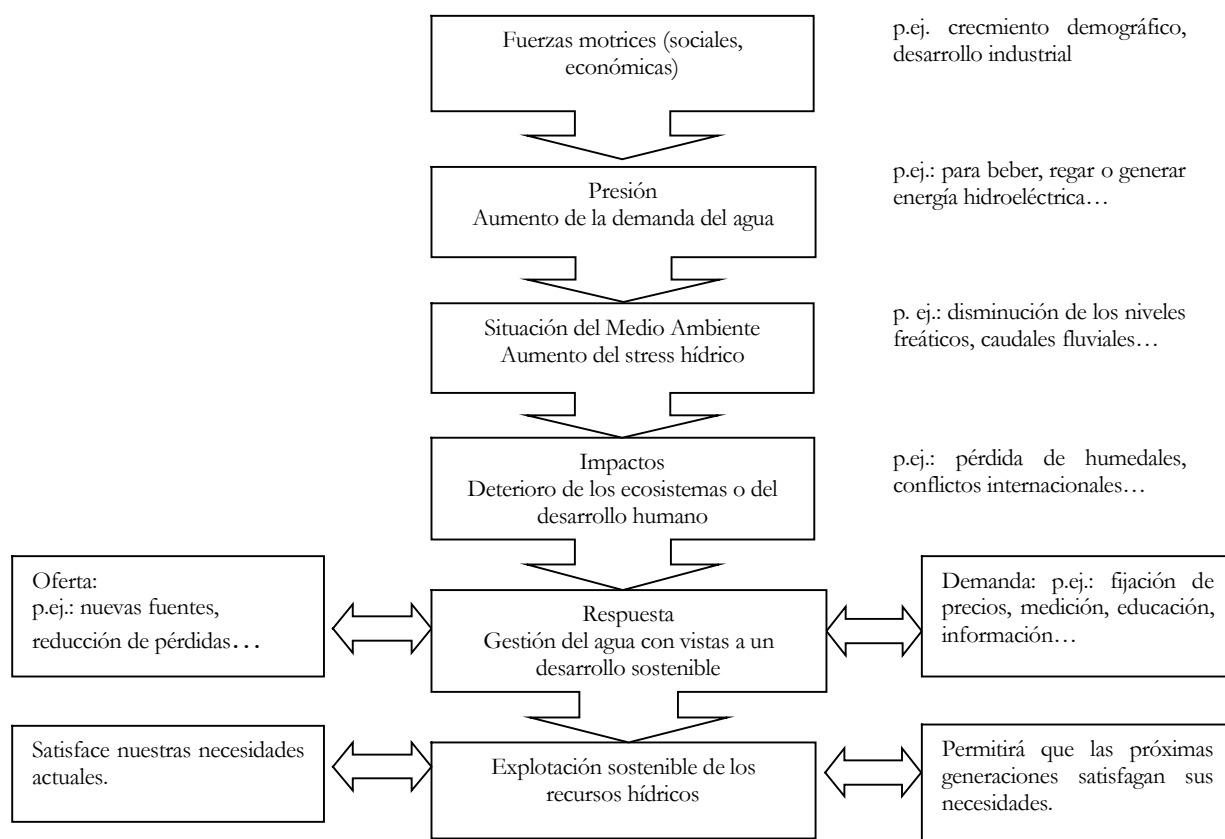 Fuerzas motrices (sociales,
económicas)
p.ej. crecmiento demográfico,
desarrollo industrial
Presión
Aumento de la demanda del agua
p.ej.: para beber, regar o generar
energía hidroeléctrica…
Situación del Medio Ambiente
Aumento del stress hídrico
p. ej.: disminución de los niveles
freáticos, caudales fluviales…
Impactos
Deterioro de los ecosistemas o del
desarrollo humano
p.ej.: pérdida de humedales,
conflictos internacionales…
Oferta:
p.ej.: nuevas fuentes,
reducción de pérdidas…
Respuesta
Gestión del agua con vistas a un
desarrollo sostenible
Demanda: p.ej.: fijación de
precios, medición, educación,
información…
Satisface nuestras necesidades
actuales.
Explotación sostenible de los
recursos hídricos
Permitirá que las próximas
generaciones satisfagan sus
necesidades.